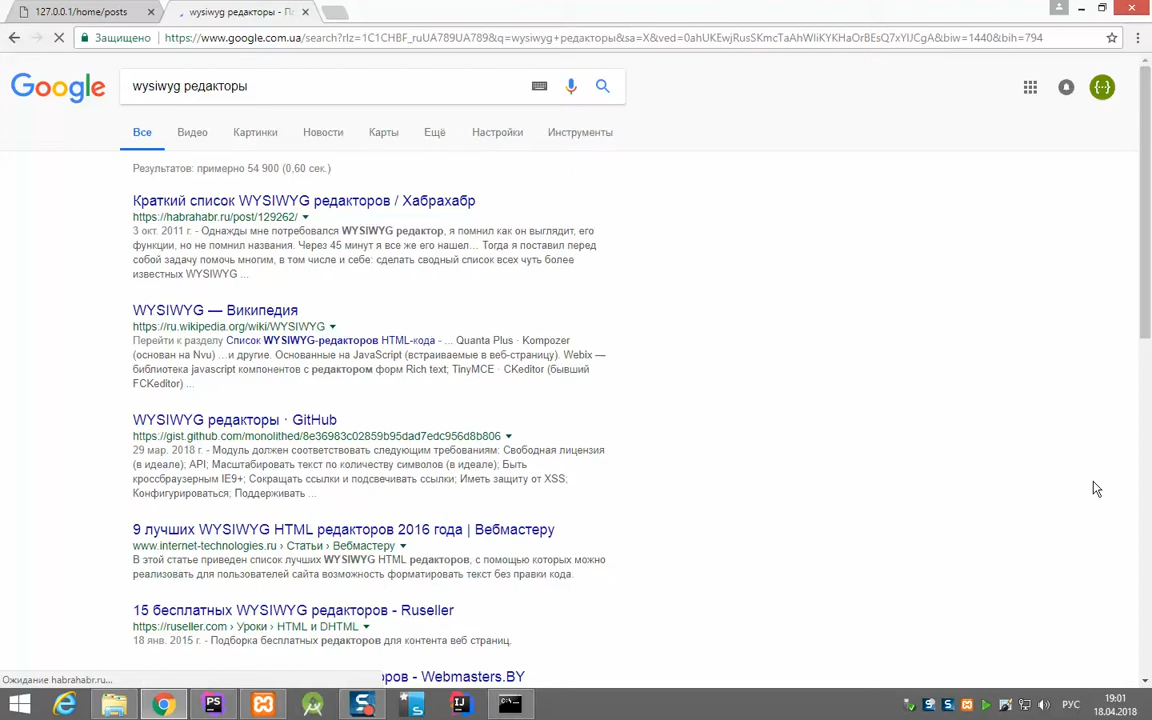 127.0.0.1/home/posts
wysiwyg редакторы - По
Защищено
https://www.google.com.ua/search?rlz=1C1CHBF_ruUA789UA789&q=wysiwyg+редакторы&sa=X&ved=0ahUKEwjRusSKmcTaAhWIiKYKHaOrBEsQ7xYIJCgA&biw=1440&bih=794
Google
wysiwyg редакторы
Все Видео Картинки Новости Карты Ещё Настройки Инструменты
Результатов: примерно 54 900 (0,60 сек.)
Краткий список WYSIWYG редакторов / Хабрахабр
https://habrahabr.ru/post/129262/
3 окт. 2011 г. - Однажды мне потребовался WYSIWYG редактор, я помнил как он выглядит, его
функции, но не помнил названия. Через 45 минут я все же его нашел... Тогда я поставил перед
собой задачу помочь многим, в том числе и себе: сделать сводный список всех чуть более
известных WYSIWYG ...
WYSIWYG — Википедия
https://ru.wikipedia.org/wiki/WYSIWYG
Перейти к разделу Список WYSIWYG-редакторов HTML-кода - ... Quanta Plus · Kompozer
(основан на Nvu) ...и другие. Основанные на JavaScript (встраиваемые в веб-страницу). Webix —
библиотека javascript компонентов с редактором форм Rich text; TinyMCE · CKeditor (бывший
FCKeditor) ...
WYSIWYG редакторы · GitHub
https://gist.github.com/monolithed/8e36983c02859b95dad7edc956d8b806
29 мар. 2018 г. - Модуль должен соответствовать следующим требованиям: Свободная лицензия
(в идеале); API; Масштабировать текст по количеству символов (в идеале); Быть
кроссбраузерным IE9+; Сокращать ссылки и подсвечивать ссылки; Иметь защиту от XSS;
Конфигурироваться; Поддерживать ...
9 лучших WYSIWYG HTML редакторов 2016 года | Вебмастеру
www.internet-technologies.ru › Статьи › Вебмастеру
В этой статье приведен список лучших WYSIWYG HTML редакторов, с помощью которых можно
реализовать для пользователей сайта возможность форматировать текст без правки кода.
15 бесплатных WYSIWYG редакторов - Ruseller
https://ruseller.com › Уроки › HTML и DHTML
18 янв. 2015 г. - Подборка бесплатных редакторов для контента веб страниц.
оров - Webmasters.BY
Ожидание habrahabr.ru...
PS
IJ
РУС
19:01
18.04.2018